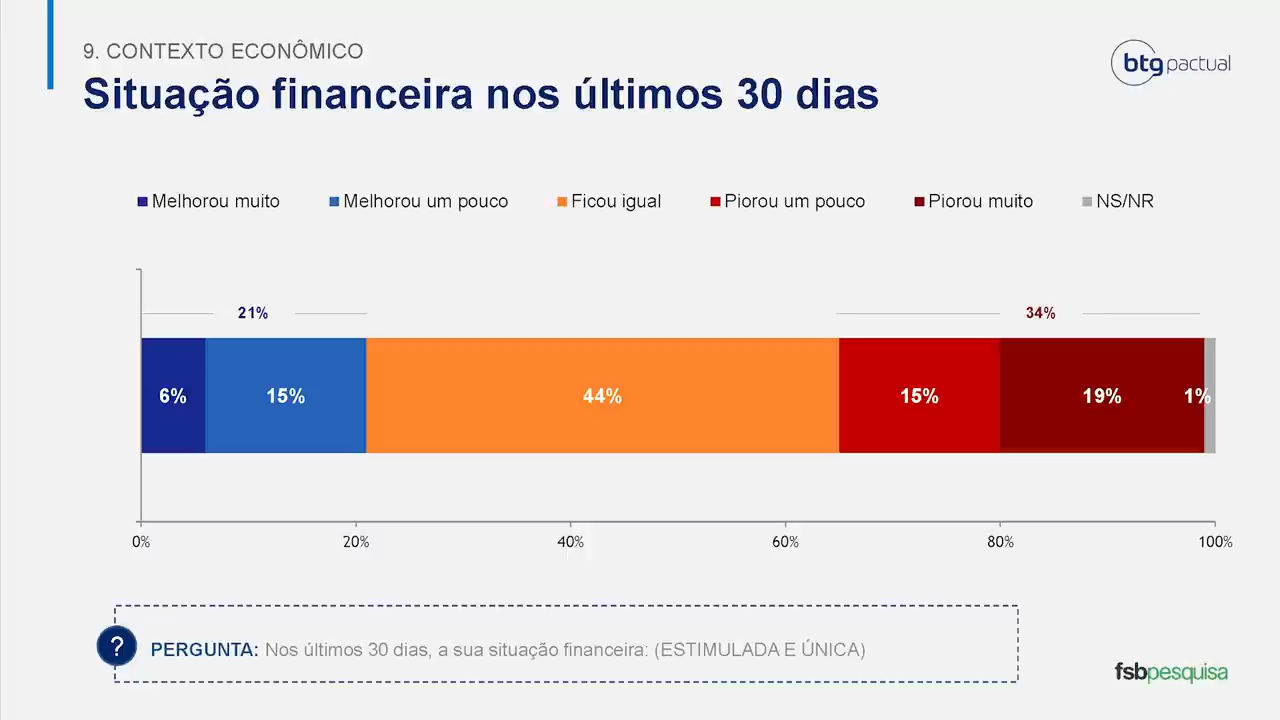 9. CONTEXTO ECONÔMICO
Situação financeira nos últimos 30 dias
btgpactual
Melhorou muito Melhorou um pouco Ficou igual Piorou um pouco Piorou muito NS/NR
21% 34%
6% 15% 44% 15% 19% 1%
0% 20% 40% 60% 80% 100%
? PERGUNTA: Nos últimos 30 dias, a sua situação financeira: (ESTIMULADA E ÚNICA)
fsbpesquisa